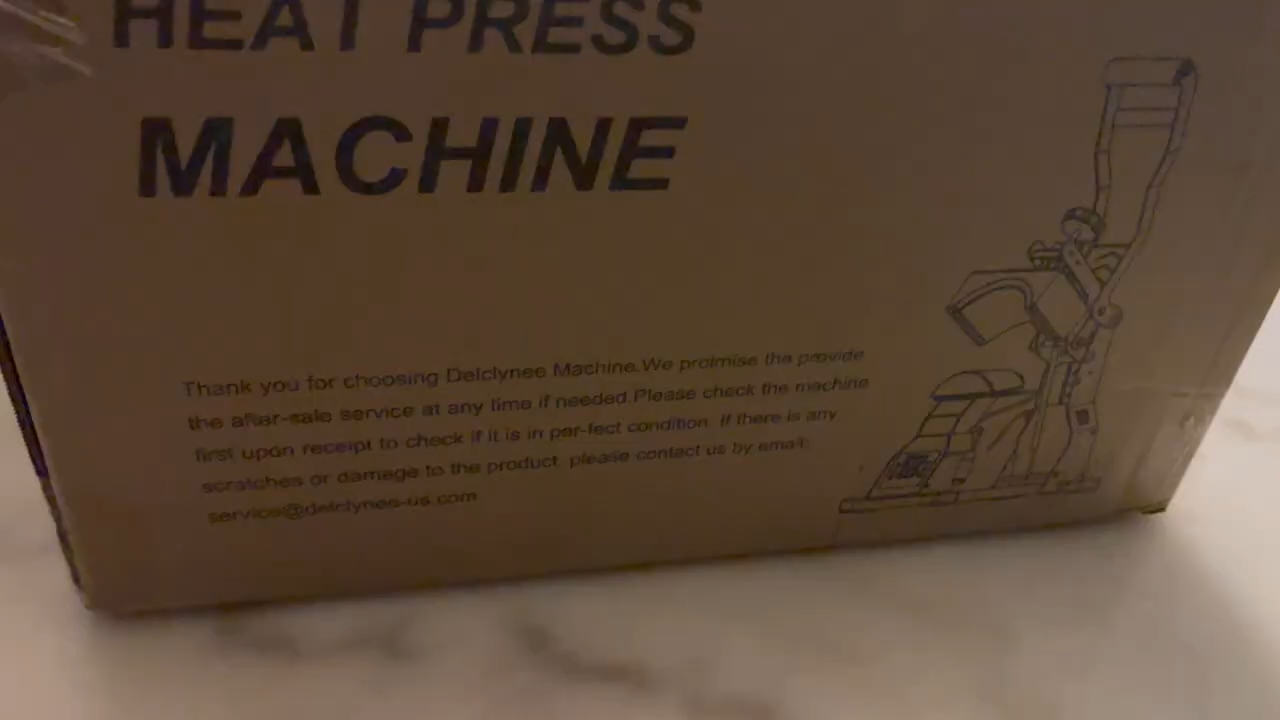 HEAT PRESS
MACHINE
Thank you for choosing Delclynee Machine.We protmise the provide
the after-sale service at any time if needed.Please check the machine
first upon receipt to check if it is in per-fect condition. If there is any
scratches or damage to the product, please contact us by email:
service@delclynee-us.com